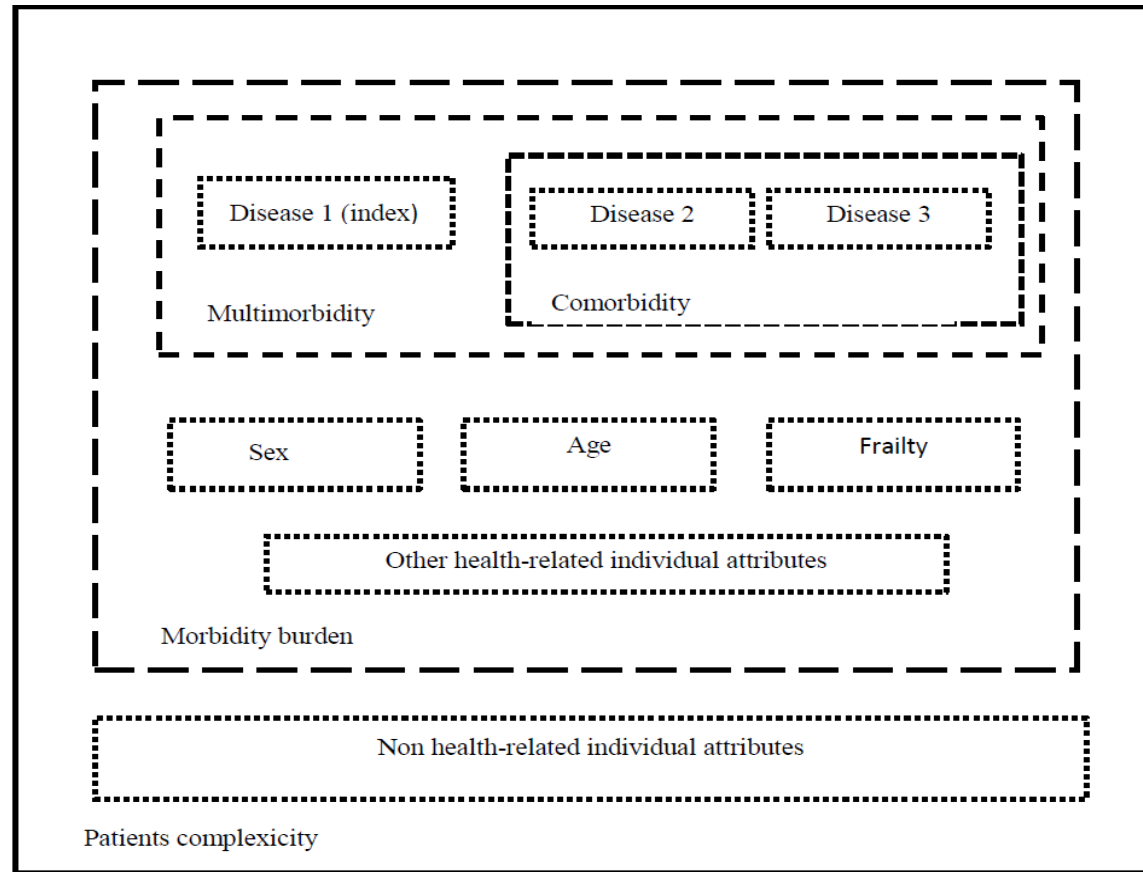 Disease 1 (index)
Disease 2
Disease 3
Multimorbidity
Comorbidity
Sex
Age
Frailty
Other health-related individual attributes
Morbidity burden
Non health-related individual attributes
Patients complexicity